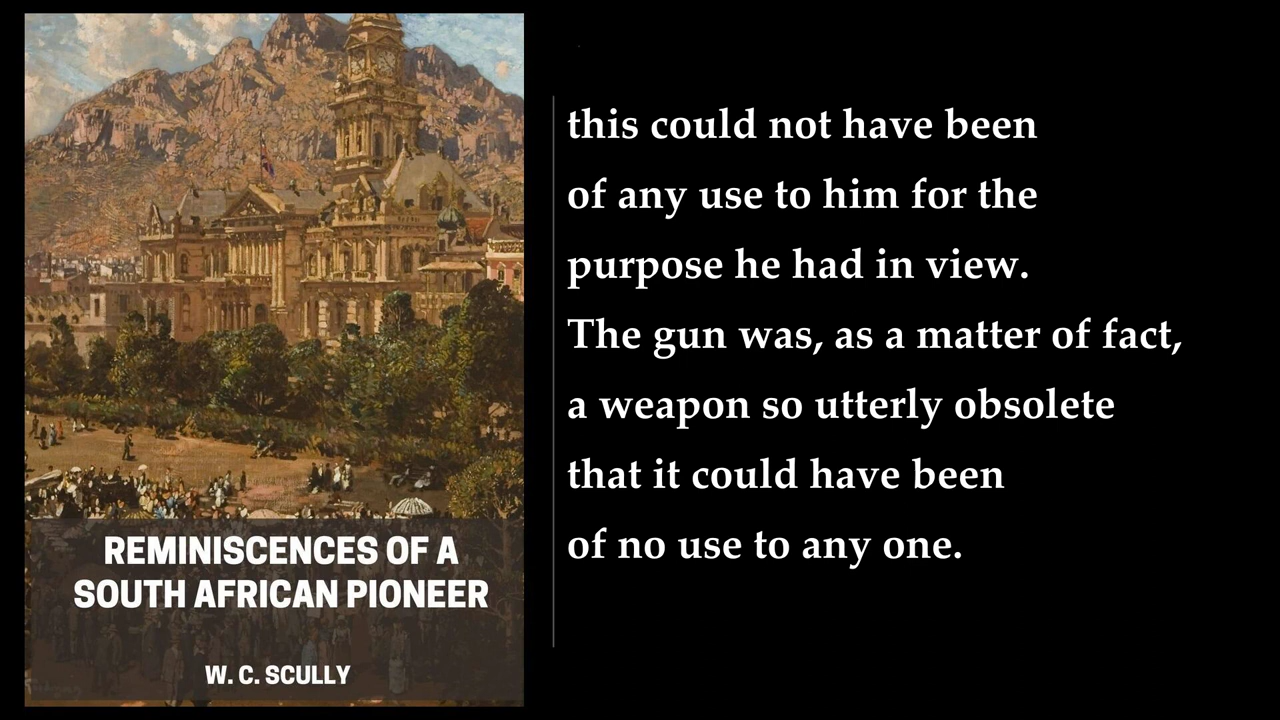 REMINISCENCES OF A
SOUTH AFRICAN PIONEER
W. C. SCULLY
this could not have been
of any use to him for the
purpose he had in view.
The gun was, as a matter of fact,
a weapon so utterly obsolete
that it could have been
of no use to any one.